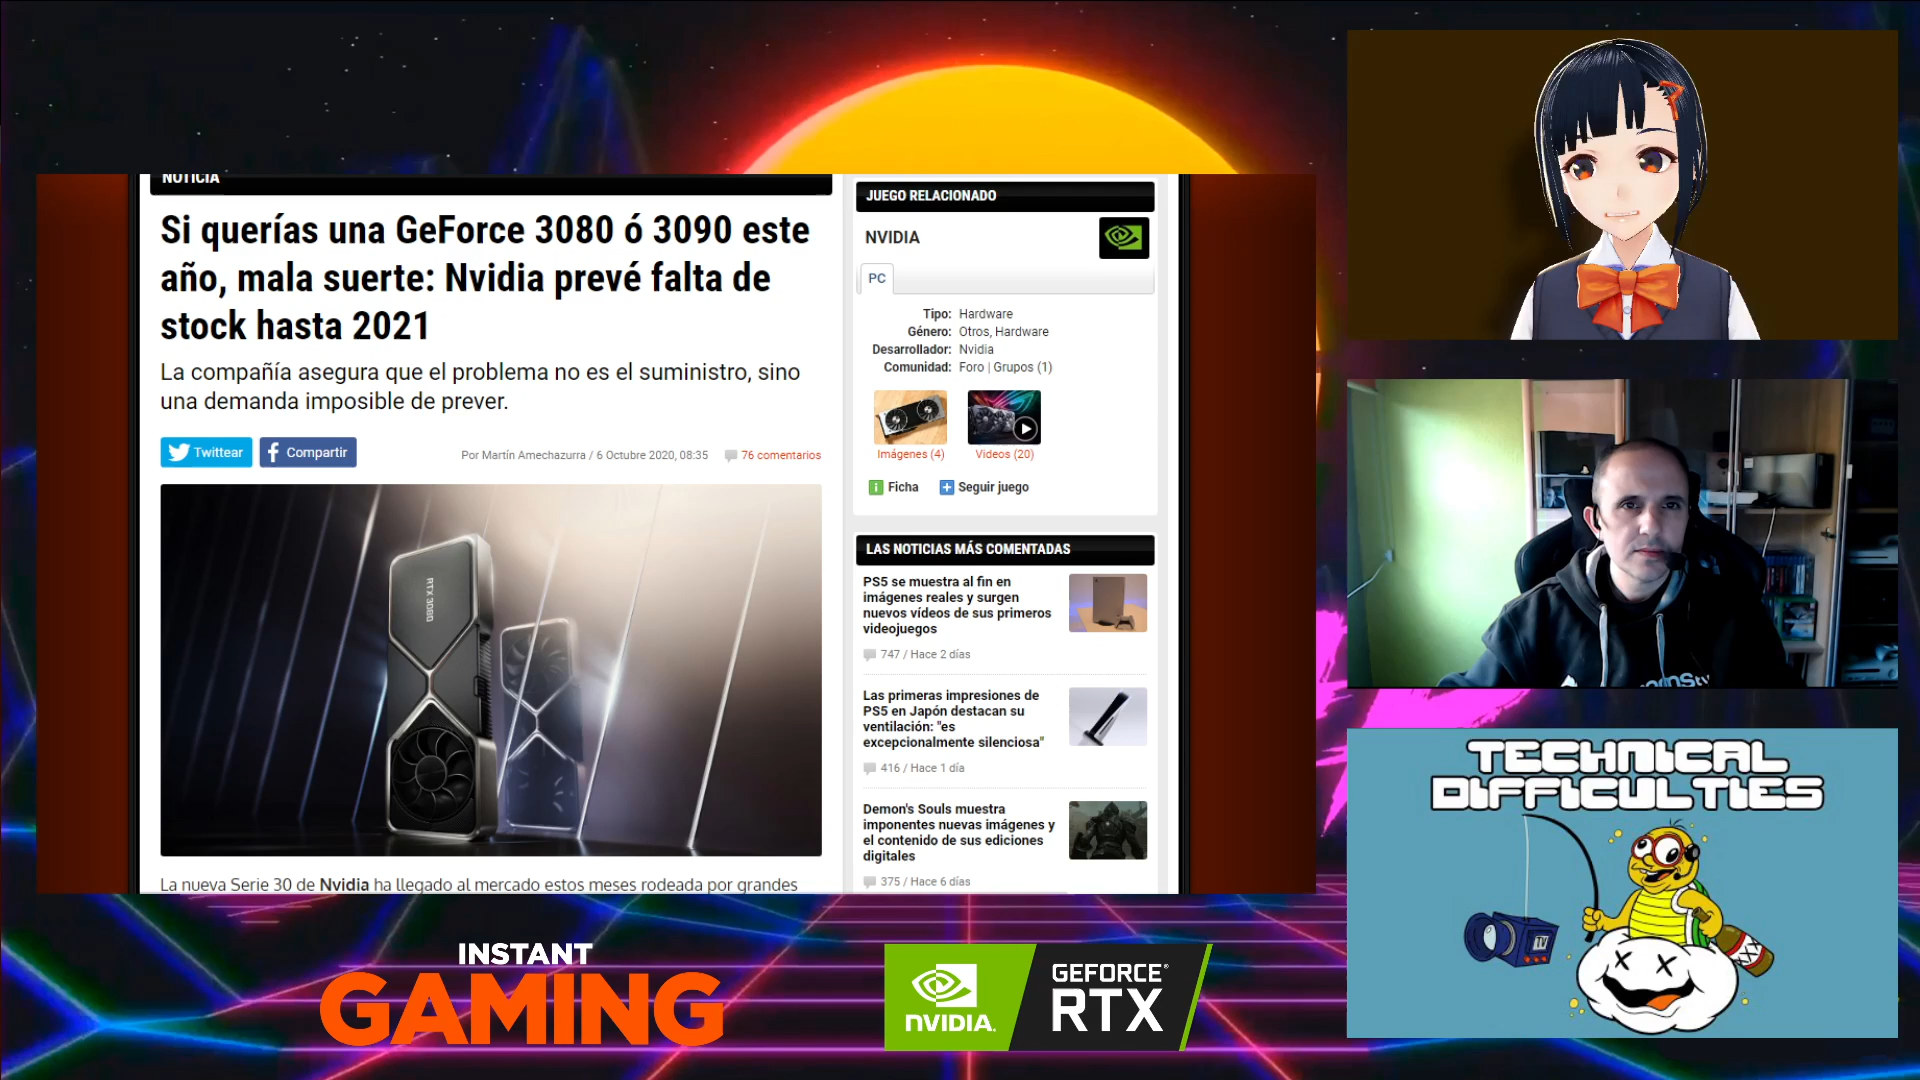 NOTICIA
Si querías una GeForce 3080 ó 3090 este
año, mala suerte: Nvidia prevé falta de
stock hasta 2021
La compañía asegura que el problema no es el suministro, sino
una demanda imposible de prever.
Twittear
Compartir
Por Martín Amechazurra / 6 Octubre 2020, 08:35
76 comentarios
RTX 3080
La nueva Serie 30 de Nvidia ha llegado al mercado estos meses rodeada por grandes
JUEGO RELACIONADO
NVIDIA
PC
Tipo: Hardware
Género: Otros, Hardware
Desarrollador: Nvidia
Comunidad: Foro | Grupos (1)
Imágenes (4)
Videos (20)
Ficha
Seguir juego
LAS NOTICIAS MÁS COMENTADAS
PS5 se muestra al fin en
imágenes reales y surgen
nuevos vídeos de sus primeros
videojuegos
747 / Hace 2 días
Las primeras impresiones de
PS5 en Japón destacan su
ventilación: "es
excepcionalmente silenciosa"
416 / Hace 1 día
Demon's Souls muestra
imponentes nuevas imágenes y
el contenido de sus ediciones
digitales
375 / Hace 6 días
TECHNICAL
DIFFICULTIES
TV
XXX
INSTANT
GAMING
NVIDIA.
GEFORCE®
RTX